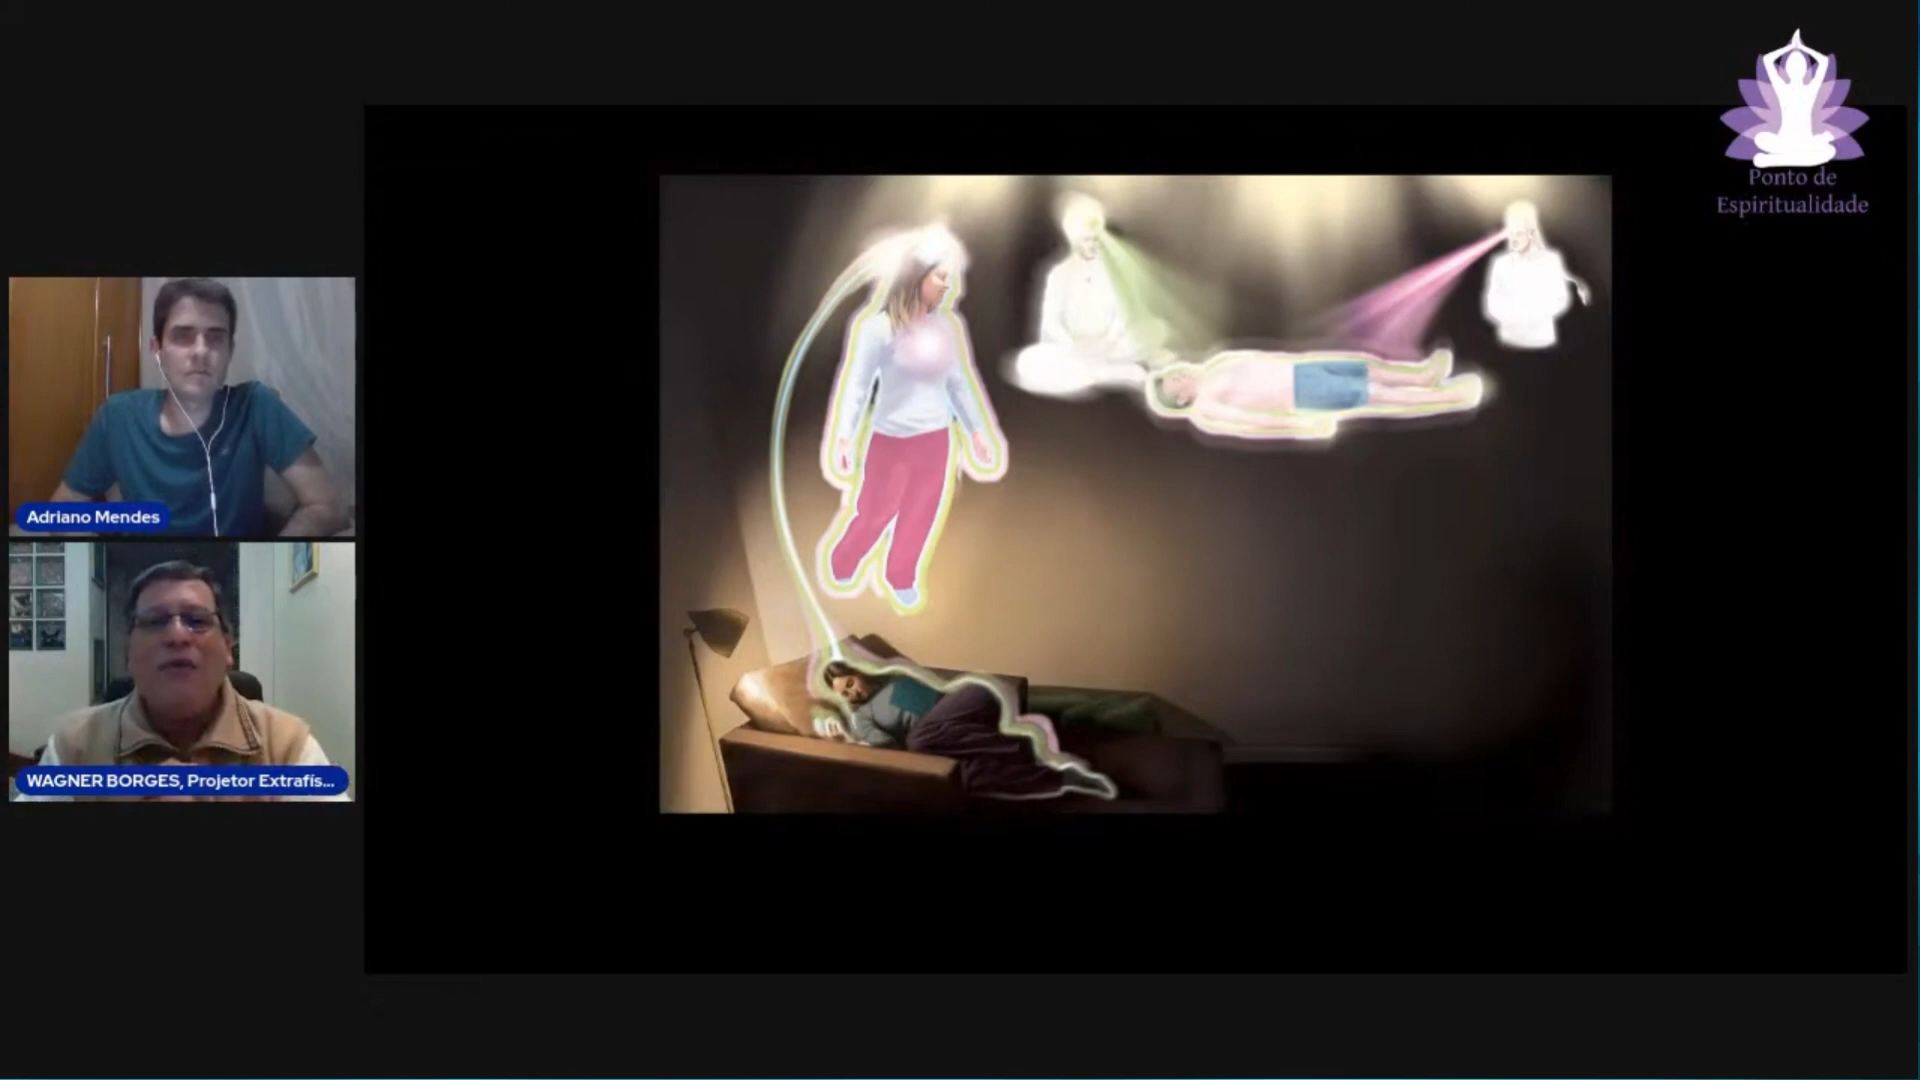 Ponto de
Espiritualidade
Adriano Mendes
WAGNER BORGES, Projetor Extrafís...